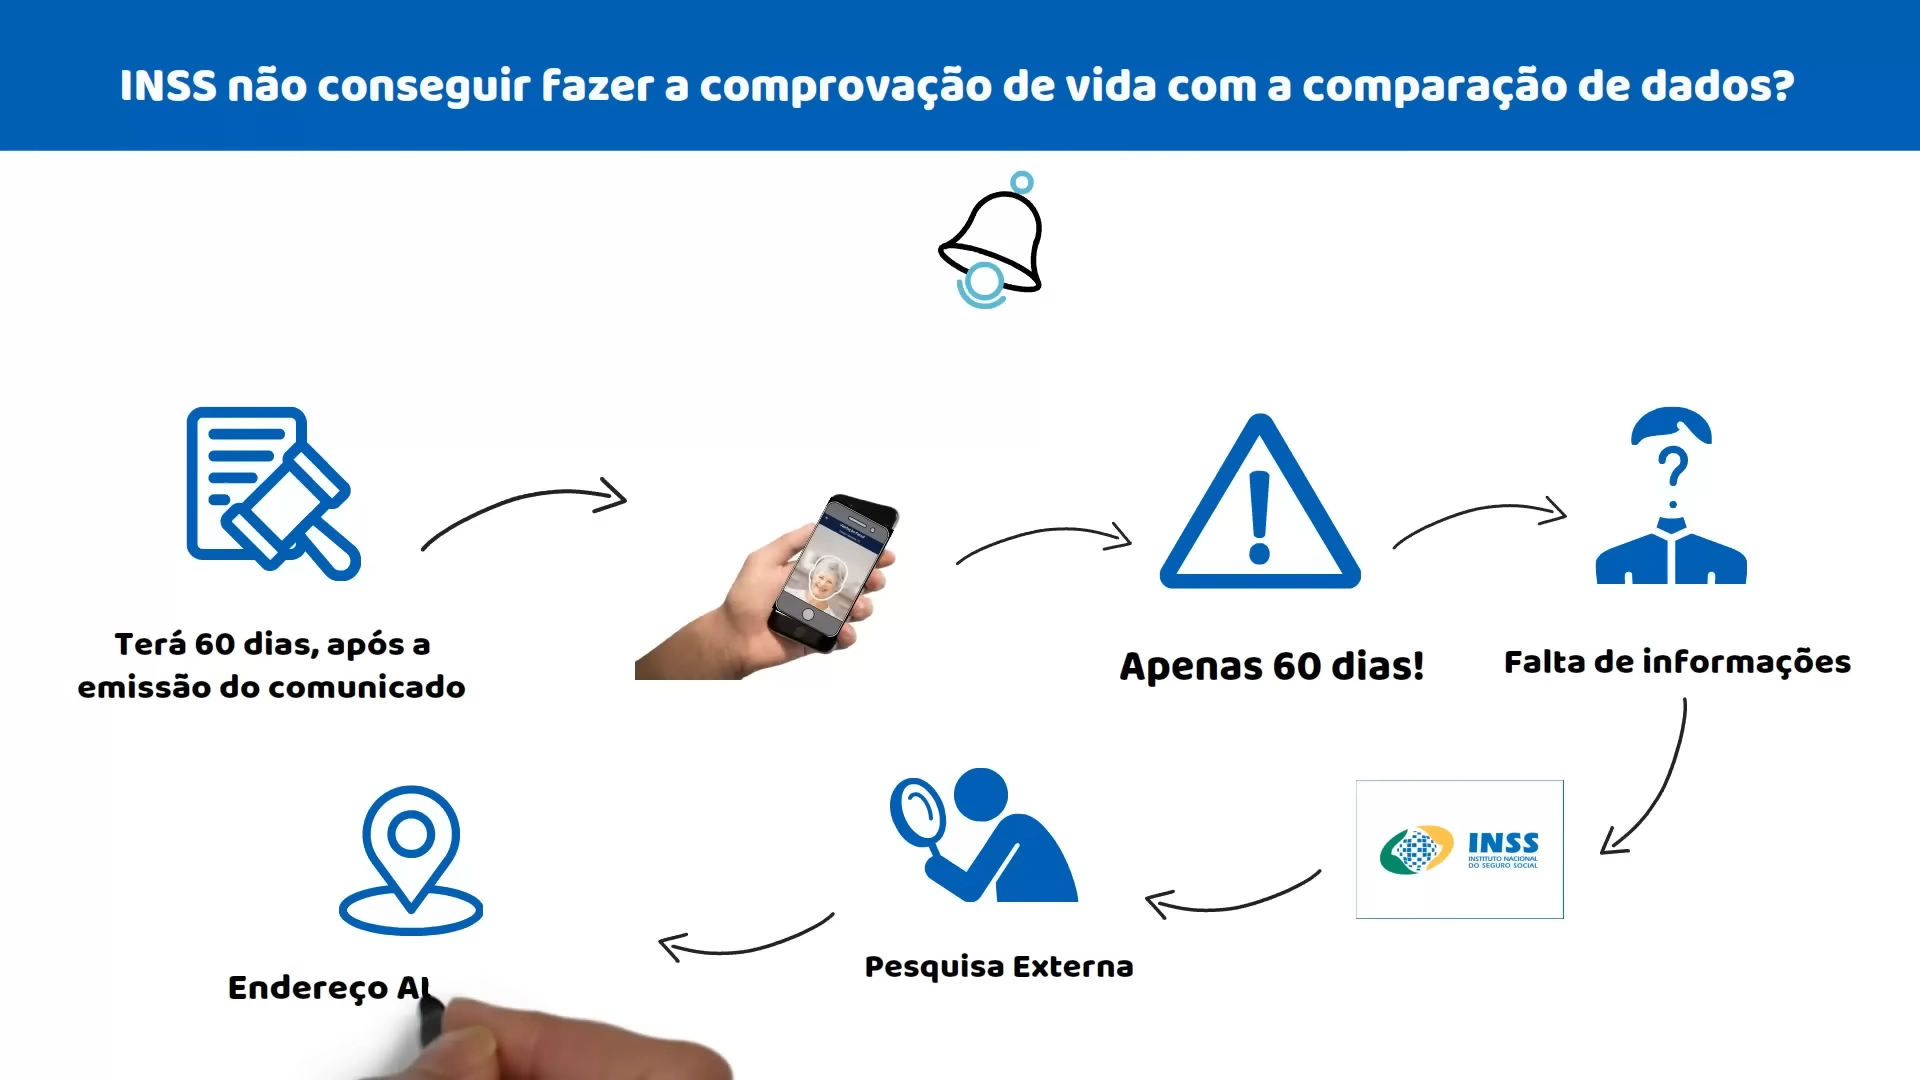 INSS não conseguir fazer a comprovação de vida com a comparação de dados?
Terá 60 dias, após a
emissão do comunicado
Apenas 60 dias!
Falta de informações
INSS
INSTITUTO NACIONAL
DO SEGURO SOCIAL
Pesquisa Externa
Endereço